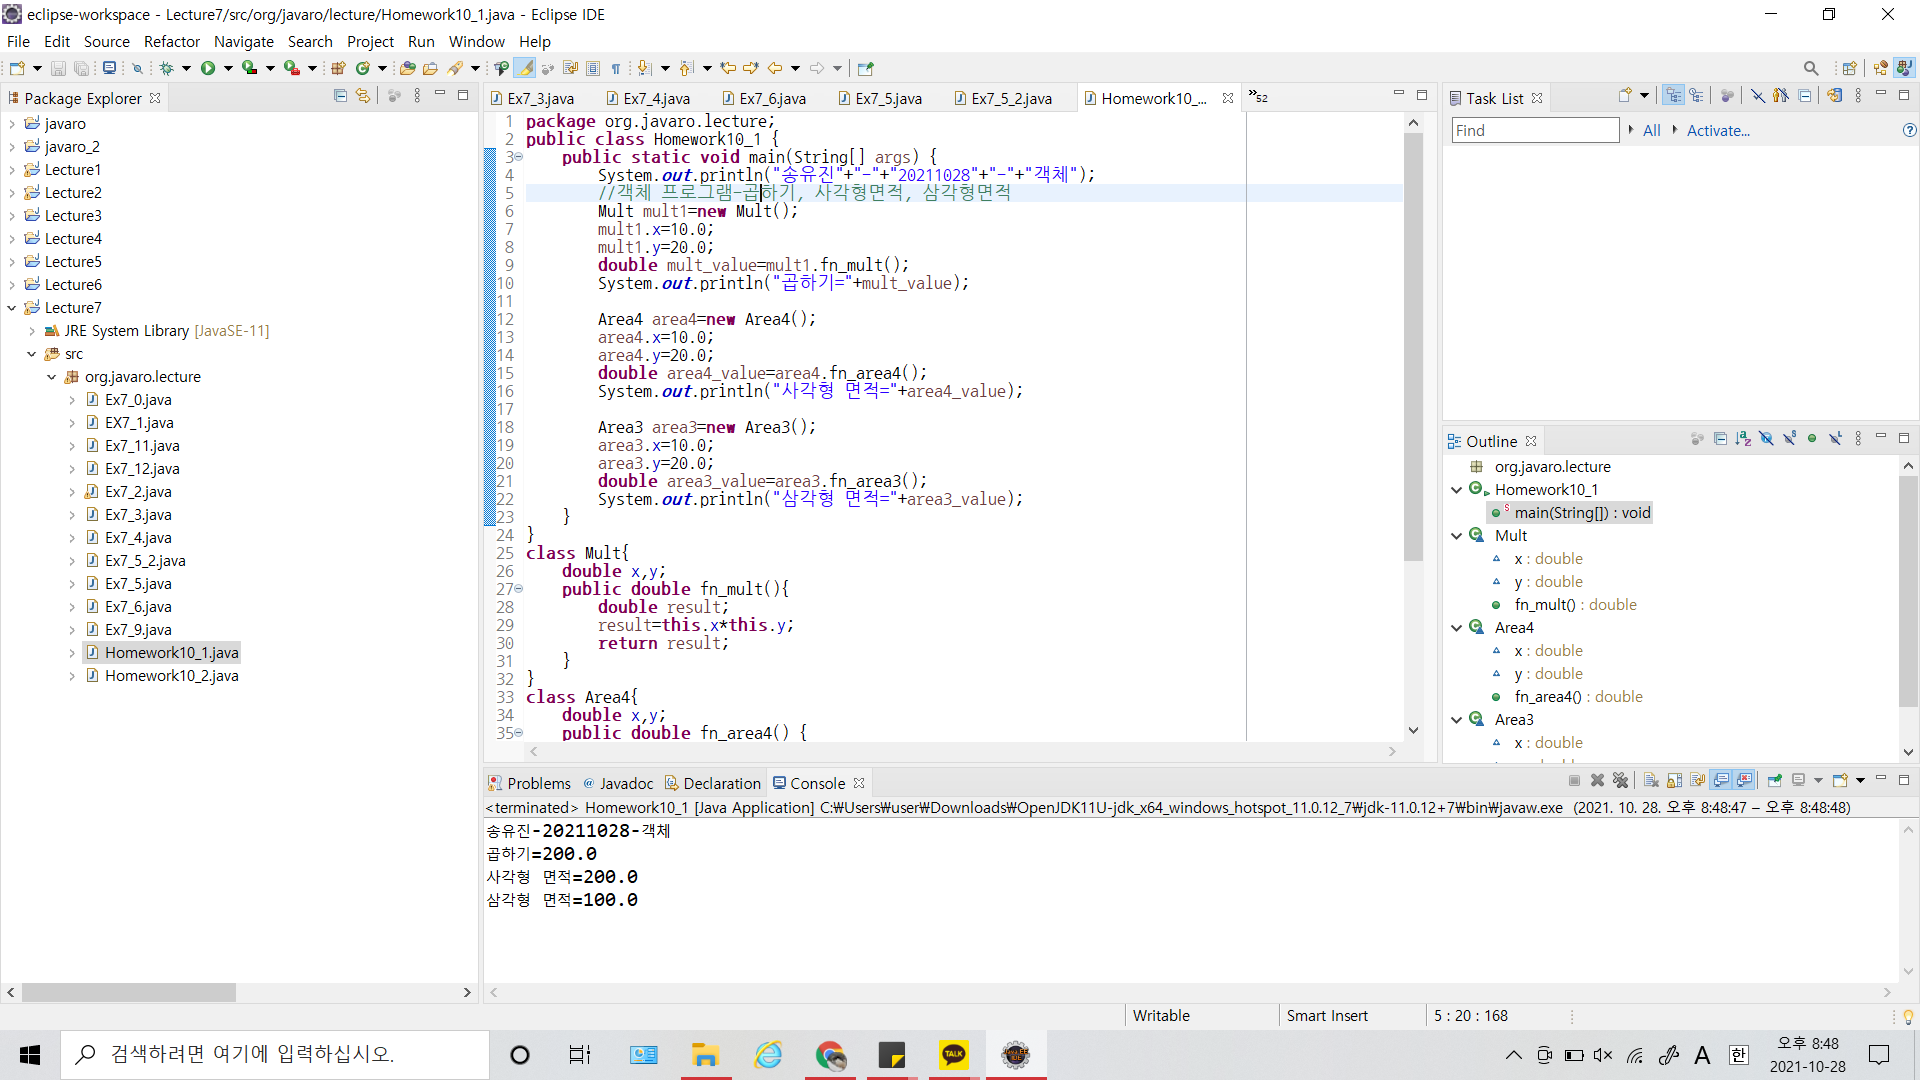 eclipse-workspace - Lecture7/src/org/javaro/lecture/Homework10_1.java - Eclipse IDE
File Edit Source Refactor Navigate Search Project Run Window Help
Package Explorer
javaro
javaro_2
Lecture1
Lecture2
Lecture3
Lecture4
Lecture5
Lecture6
Lecture7
JRE System Library [JavaSE-11]
src
org.javaro.lecture
Ex7_0.java
EX7_1.java
Ex7_11.java
Ex7_12.java
Ex7_2.java
Ex7_3.java
Ex7_4.java
Ex7_5_2.java
Ex7_5.java
Ex7_6.java
Ex7_9.java
Homework10_1.java
Homework10_2.java
Ex7_3.java Ex7_4.java Ex7_6.java Ex7_5.java Ex7_5_2.java Homework10_... »52
1 package org.javaro.lecture;
2 public class Homework10_1 {
3 public static void main(String[] args) {
4 System.out.println("송유진"+"-"+"20211028"+"-"+"객체");
5 //객체 프로그램-곱하기, 사각형면적, 삼각형면적
6 Mult mult1=new Mult();
7 mult1.x=10.0;
8 mult1.y=20.0;
9 double mult_value=mult1.fn_mult();
10 System.out.println("곱하기="+mult_value);
11
12 Area4 area4=new Area4();
13 area4.x=10.0;
14 area4.y=20.0;
15 double area4_value=area4.fn_area4();
16 System.out.println("사각형 면적="+area4_value);
17
18 Area3 area3=new Area3();
19 area3.x=10.0;
20 area3.y=20.0;
21 double area3_value=area3.fn_area3();
22 System.out.println("삼각형 면적="+area3_value);
23 }
24 }
25 class Mult{
26 double x,y;
27 public double fn_mult(){
28 double result;
29 result=this.x*this.y;
30 return result;
31 }
32 }
33 class Area4{
34 double x,y;
35 public double fn_area4() {
Task List
Find All Activate...
Outline
org.javaro.lecture
Homework10_1
main(String[]) : void
Mult
x : double
y : double
fn_mult() : double
Area4
x : double
y : double
fn_area4() : double
Area3
x : double
Problems @ Javadoc Declaration Console
<terminated> Homework10_1 [Java Application] C:₩Users₩user₩Downloads₩OpenJDK11U-jdk_x64_windows_hotspot_11.0.12_7₩jdk-11.0.12+7₩bin₩javaw.exe (2021. 10. 28. 오후 8:48:47 – 오후 8:48:48)
송유진-20211028-객체
곱하기=200.0
사각형 면적=200.0
삼각형 면적=100.0
Writable Smart Insert 5 : 20 : 168
검색하려면 여기에 입력하십시오.
TALK
A 한
오후 8:48
2021-10-28